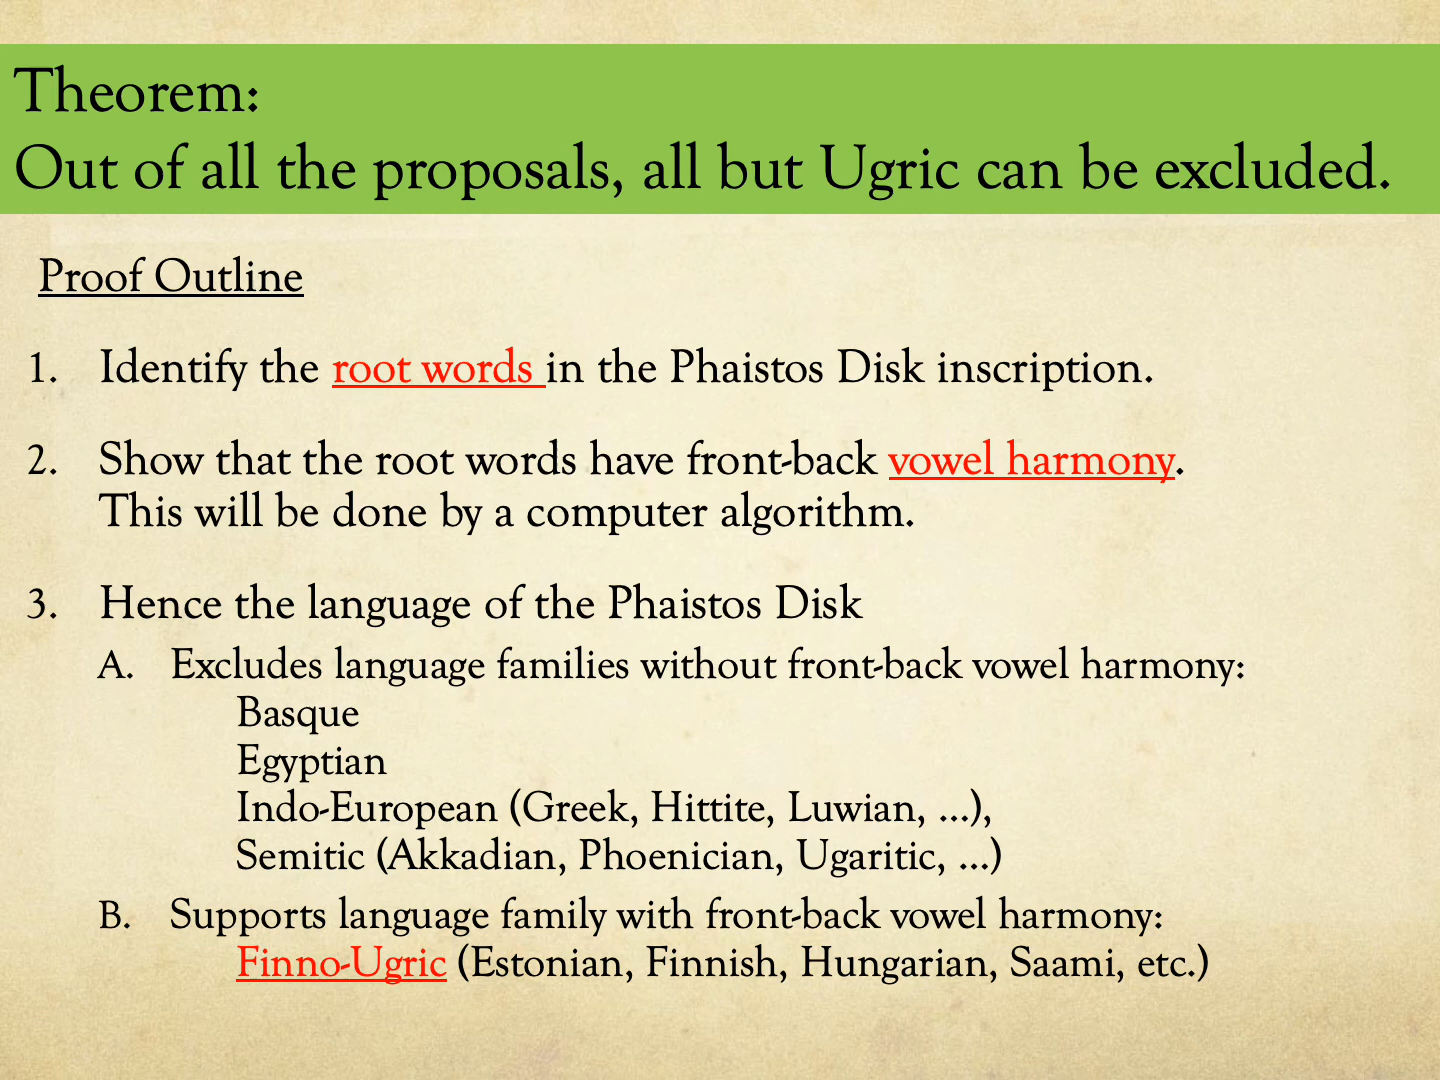 Theorem:
Out of all the proposals, all but Ugric can be excluded.
Proof Outline
1. Identify the root words in the Phaistos Disk inscription.
2. Show that the root words have front-back vowel harmony.
This will be done by a computer algorithm.
3. Hence the language of the Phaistos Disk
A. Excludes language families without front-back vowel harmony:
Basque
Egyptian
Indo-European (Greek, Hittite, Luwian, ...),
Semitic (Akkadian, Phoenician, Ugaritic, ...)
B. Supports language family with front-back vowel harmony:
Finno-Ugric (Estonian, Finnish, Hungarian, Saami, etc.)